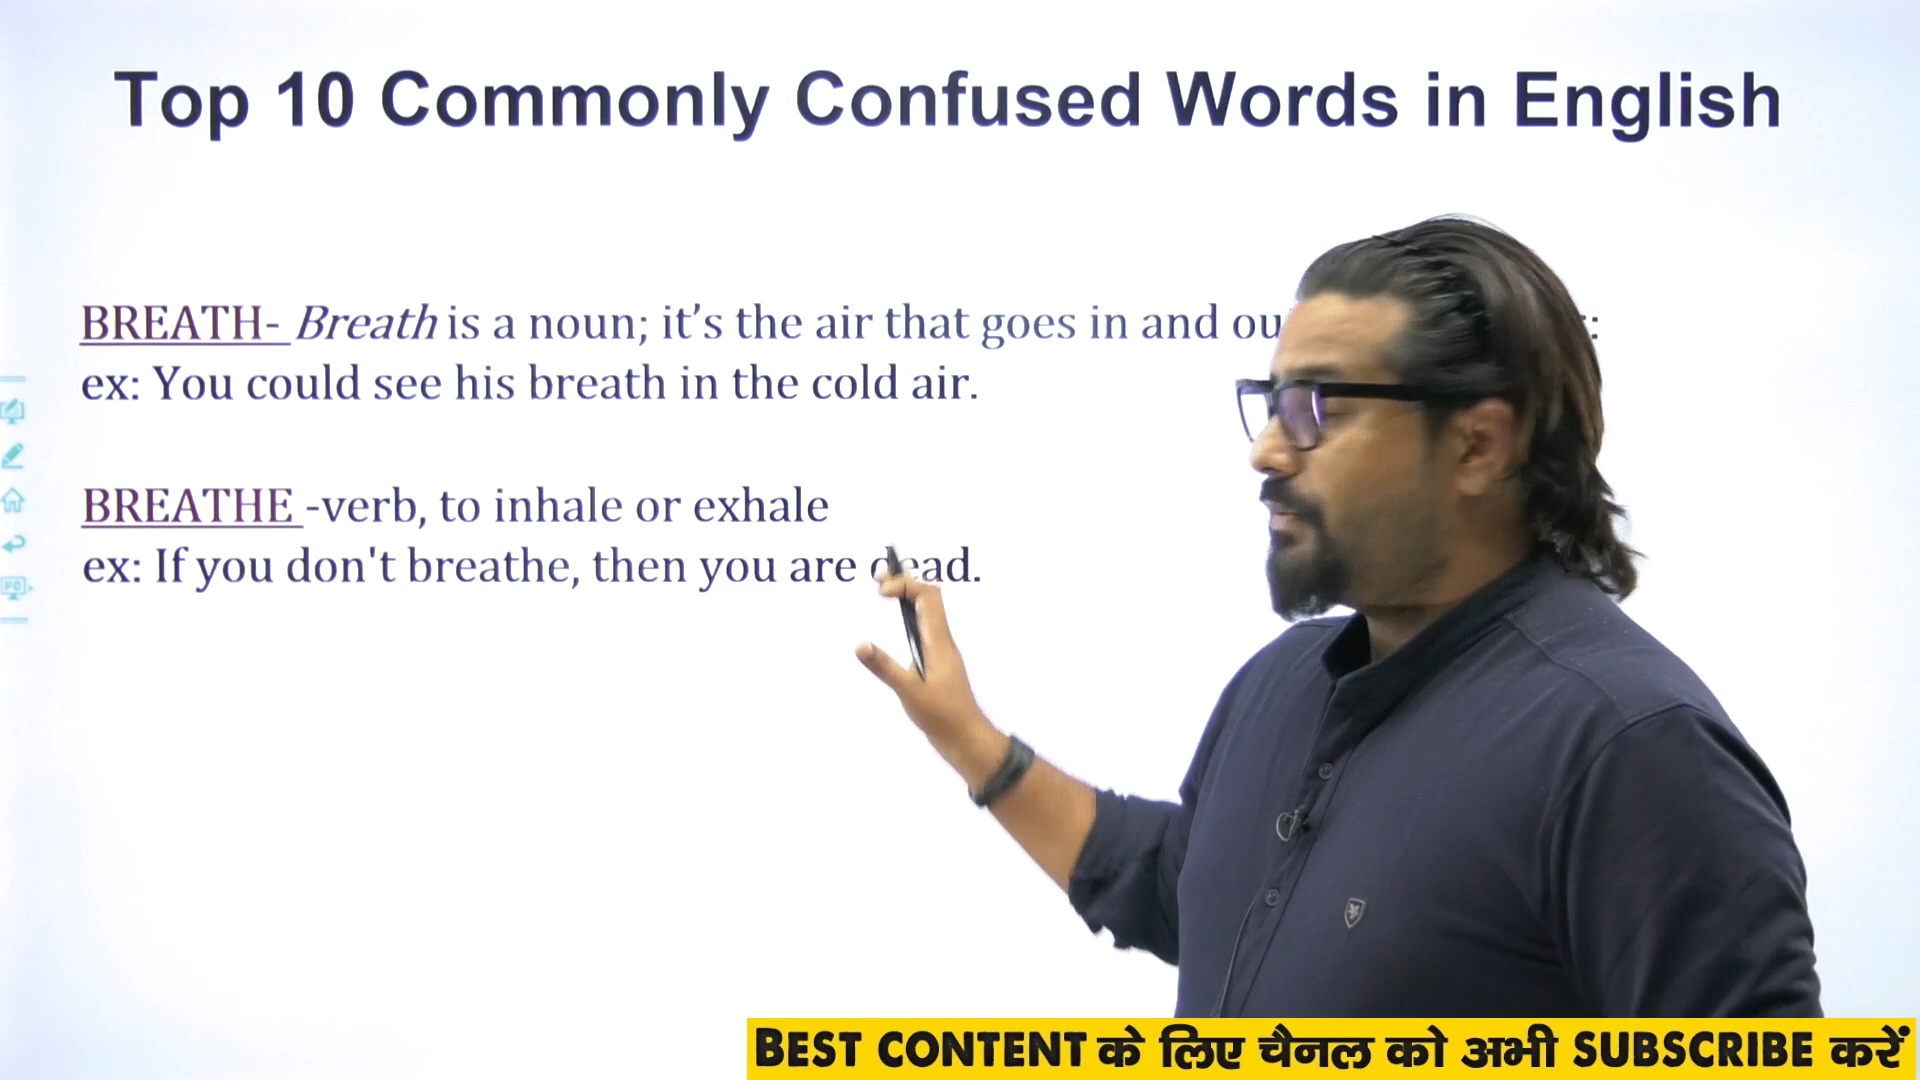 Top 10 Commonly Confused Words in English
BREATH- Breath is a noun; it’s the air that goes in and
ex: You could see his breath in the cold air.
BREATHE -verb, to inhale or exhale
ex: If you don't breathe, then you are dead.
BEST CONTENT के लिए चैनल को अभी SUBSCRIBE करें